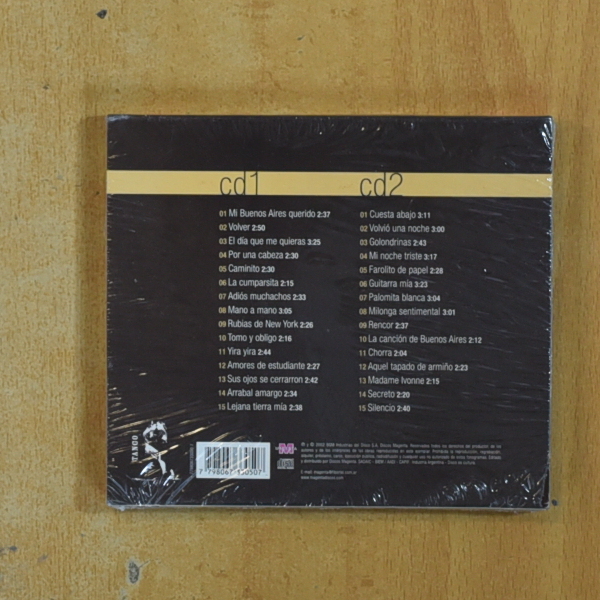 cd1
01 Mi Buenos Aires querido 2:37
02 Volver 2:50
03 El día que me quieras 3:25
04 Por una cabeza 2:30
05 Caminito 2:30
06 La cumparsita 2:15
07 Adiós muchachos 2:33
08 Mano a mano 3:05
09 Rubias de New York 2:26
10 Tomo y obligo 2:16
11 Yira yira 2:44
12 Amores de estudiante 2:27
13 Sus ojos se cerrarron 2:42
14 Arrabal amargo 2:34
15 Lejana tierra mía 2:38
cd2
01 Cuesta abajo 3:11
02 Volvió una noche 3:00
03 Golondrinas 2:43
04 Mi noche triste 3:17
05 Farolito de papel 2:28
06 Guitarra mía 3:23
07 Palomita blanca 3:04
08 Milonga sentimental 3:01
09 Rencor 2:37
10 La canción de Buenos Aires 2:12
11 Chorra 2:04
12 Aquel tapado de armiño 2:23
13 Madame Ivonne 2:15
14 Secreto 2:20
15 Silencio 2:40
TANGO
M